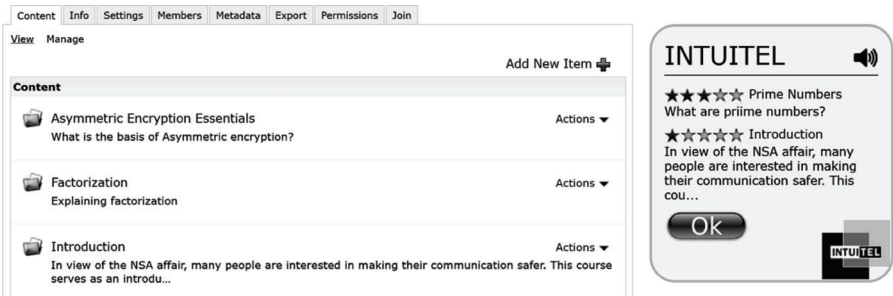 Content Info Settings Members Metadata Export Permissions Join
View Manage
Add New Item
Content
Asymmetric Encryption Essentials
Actions
What is the basis of Asymmetric encryption?
Factorization
Actions
Explaining factorization
Introduction
Actions
In view of the NSA affair, many people are interested in making their communication safer. This course
serves as an introdu...
INTUITEL
Prime Numbers
What are priime numbers?
Introduction
In view of the NSA affair, many
people are interested in making
their communication safer. This
cou...
Ok
INTUITEL